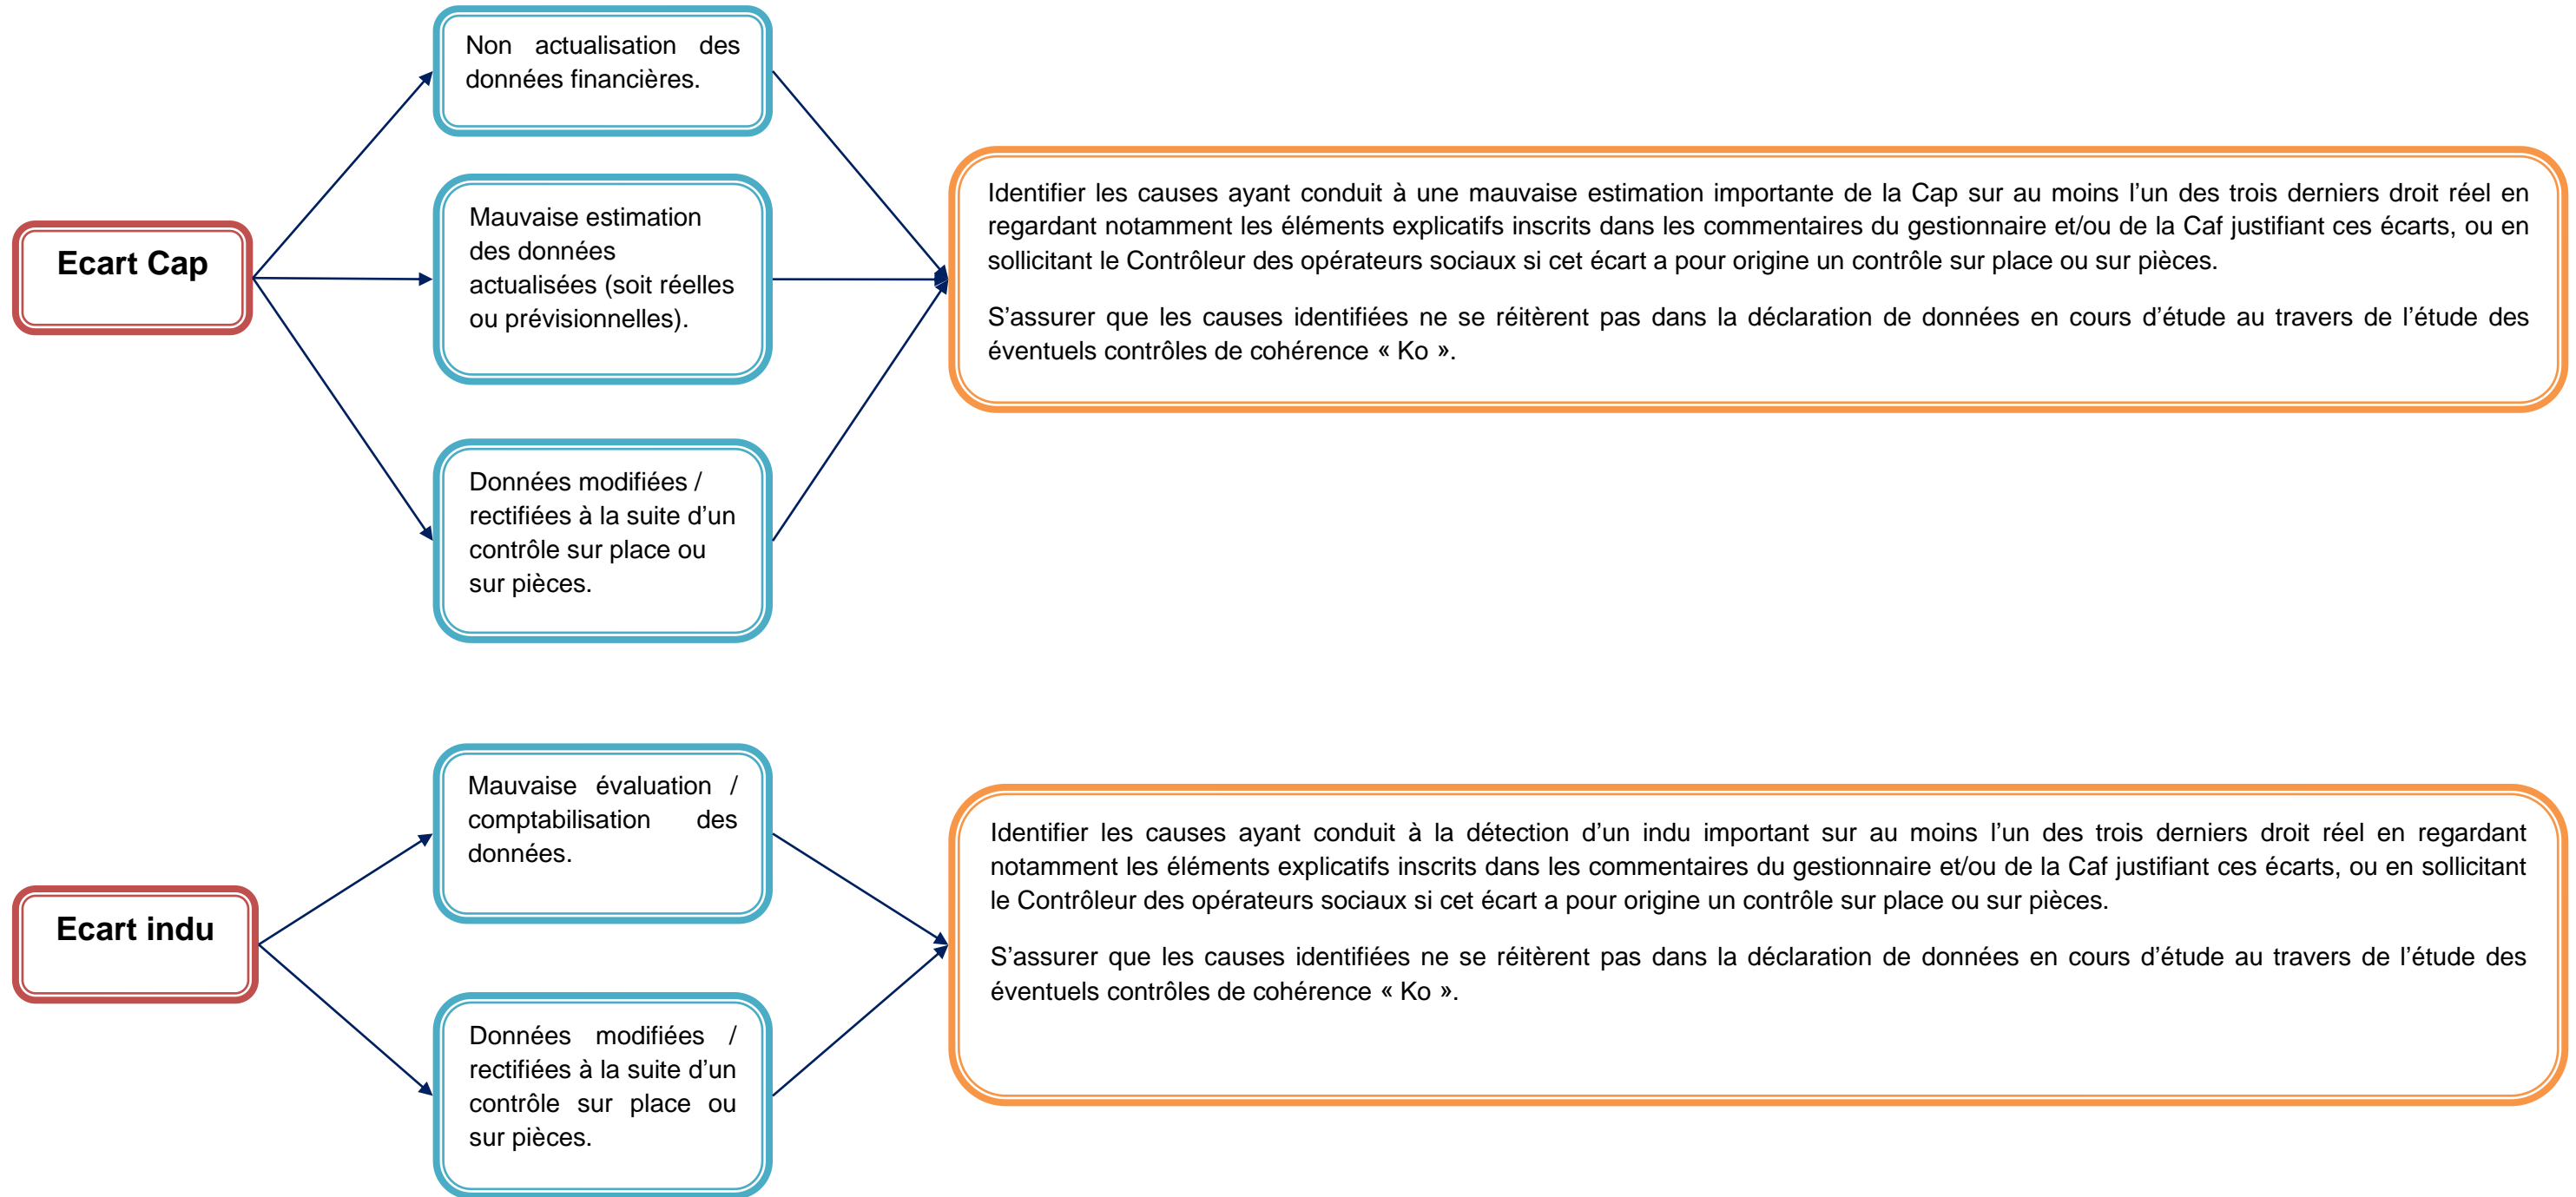 Ecart Cap
Non actualisation des
données financières.
Mauvaise estimation
des données
actualisées (soit réelles
ou prévisionnelles).
Données modifiées /
rectifiées à la suite d’un
contrôle sur place ou
sur pièces.
Identifier les causes ayant conduit à une mauvaise estimation importante de la Cap sur au moins l’un des trois derniers droit réel en
regardant notamment les éléments explicatifs inscrits dans les commentaires du gestionnaire et/ou de la Caf justifiant ces écarts, ou en
sollicitant le Contrôleur des opérateurs sociaux si cet écart a pour origine un contrôle sur place ou sur pièces.
S’assurer que les causes identifiées ne se réitèrent pas dans la déclaration de données en cours d’étude au travers de l’étude des
éventuels contrôles de cohérence « Ko ».
Ecart indu
Mauvaise évaluation /
comptabilisation des
données.
Données modifiées /
rectifiées à la suite d’un
contrôle sur place ou
sur pièces.
Identifier les causes ayant conduit à la détection d’un indu important sur au moins l’un des trois derniers droit réel en regardant
notamment les éléments explicatifs inscrits dans les commentaires du gestionnaire et/ou de la Caf justifiant ces écarts, ou en sollicitant
le Contrôleur des opérateurs sociaux si cet écart a pour origine un contrôle sur place ou sur pièces.
S’assurer que les causes identifiées ne se réitèrent pas dans la déclaration de données en cours d’étude au travers de l’étude des
éventuels contrôles de cohérence « Ko ».